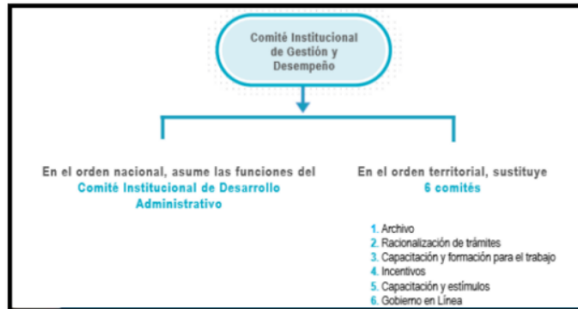 Comité Institucional
de Gestión y
Desempeño
En el orden nacional, asume las funciones del
Comité Institucional de Desarrollo
Administrativo
En el orden territorial, sustituye
6 comités
1. Archivo
2. Racionalización de trámites
3. Capacitación y formación para el trabajo
4. Incentivos
5. Capacitación y estímulos
6. Gobierno en Línea